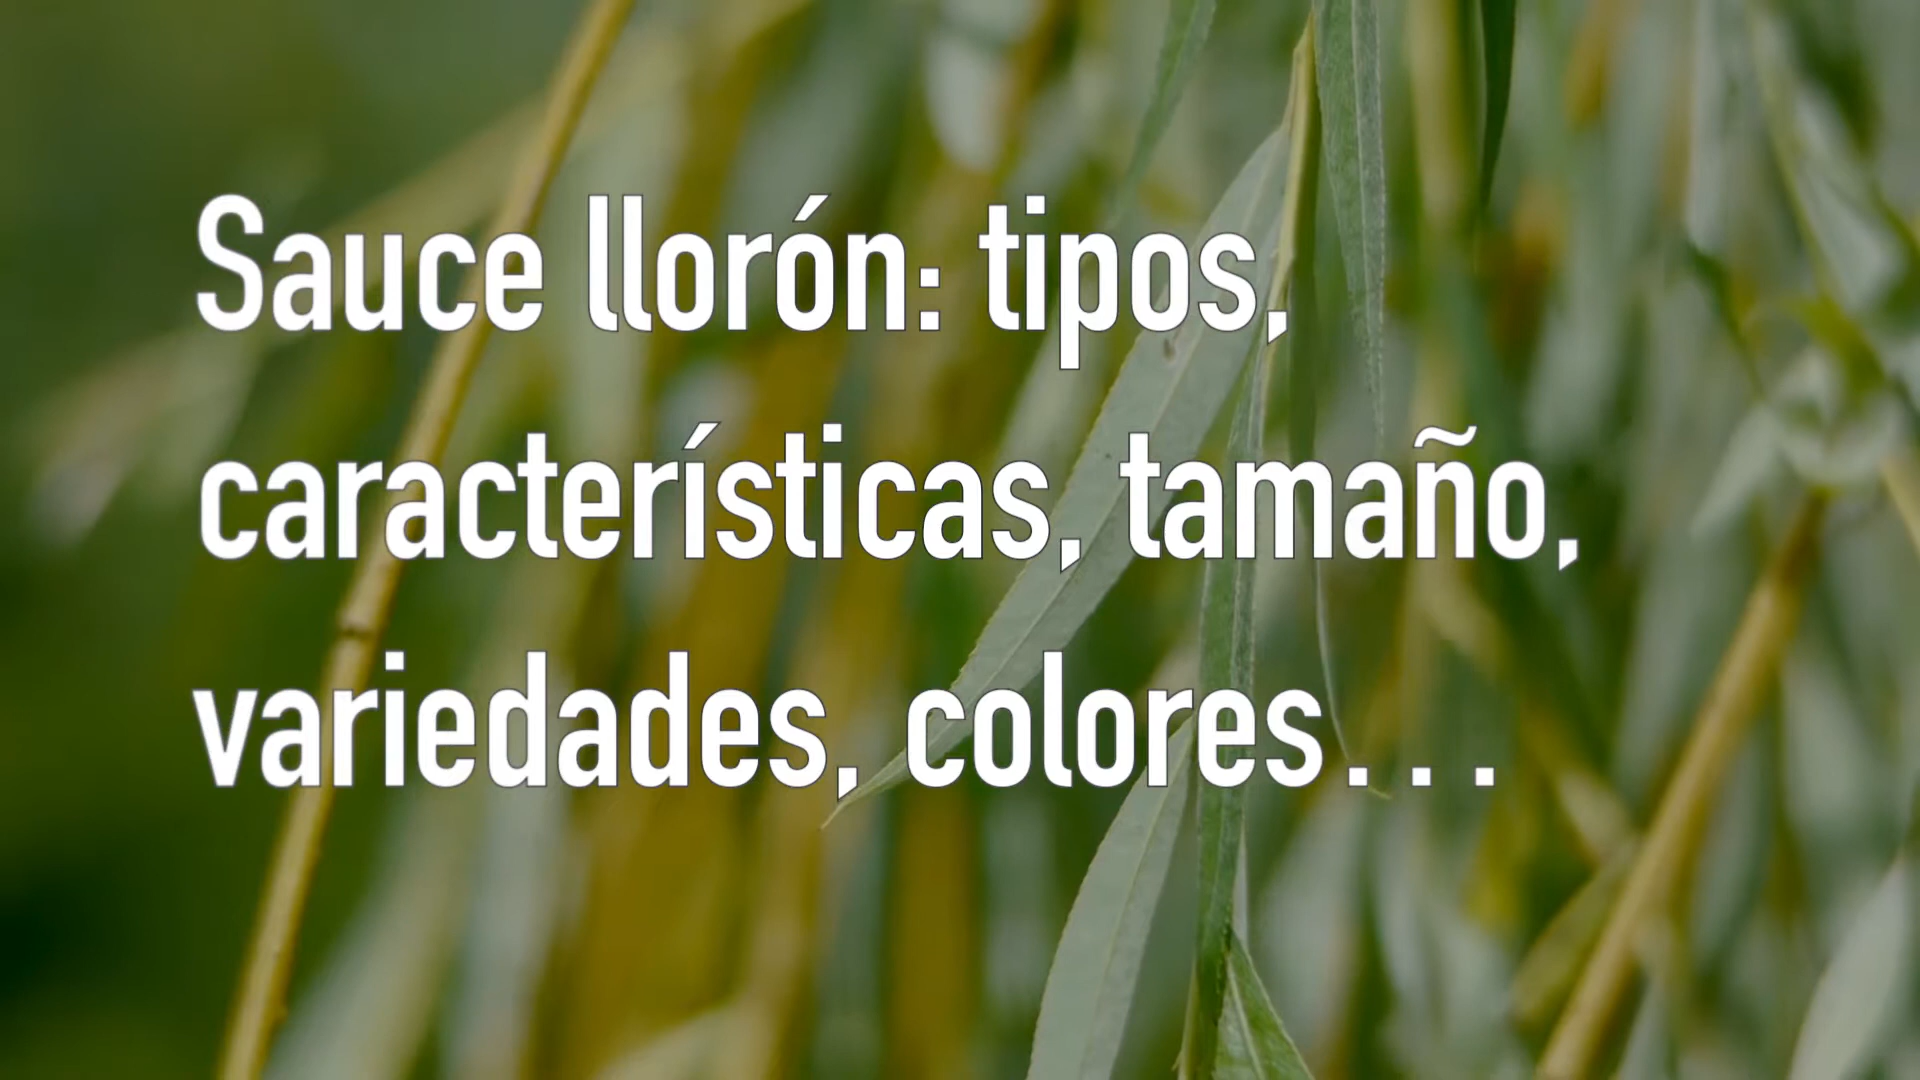 Sauce llorón: tipos,
características, tamaño,
variedades, colores...